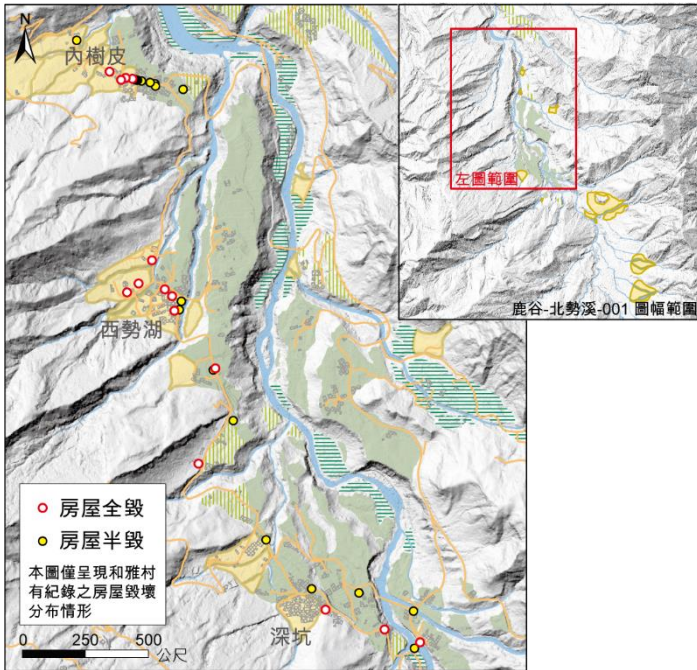 N
內樹皮
左圖範圍
鹿谷-北勢溪-001 圖幅範圍
西勢湖
房屋全毀
房屋半毀
本圖僅呈現和雅村
有紀錄之房屋毀壞
分布情形
0 250 500 公尺
深坑